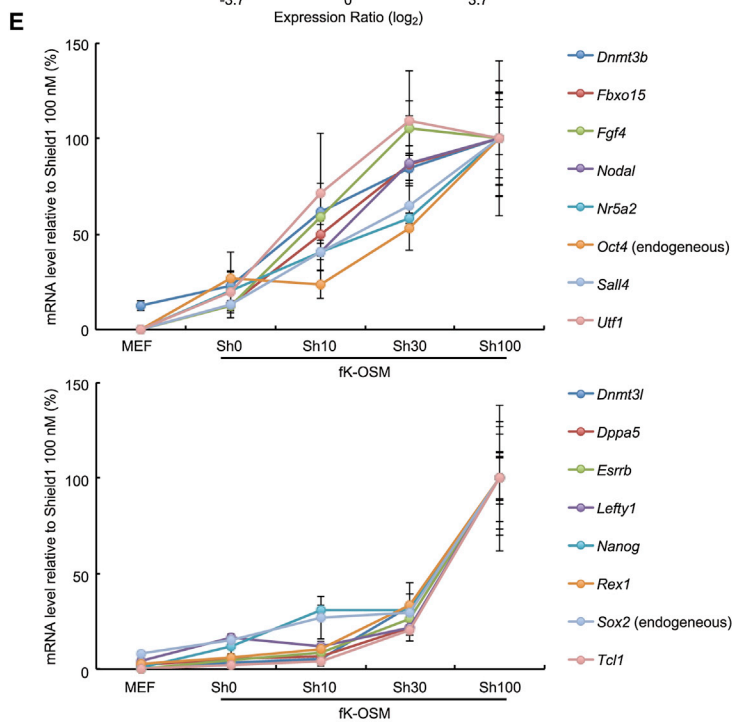 -3.7 0 3.7
Expression Ratio (log2)
E
mRNA level relative to Shield1 100 nM (%)
150
100
50
0
MEF Sh0 Sh10 Sh30 Sh100
fK-OSM
Dnmt3b
Fbxo15
Fgf4
Nodal
Nr5a2
Oct4 (endogeneous)
Sall4
Utf1
mRNA level relative to Shield1 100 nM (%)
150
100
50
0
MEF Sh0 Sh10 Sh30 Sh100
fK-OSM
Dnmt3l
Dppa5
Esrrb
Lefty1
Nanog
Rex1
Sox2 (endogeneous)
Tcl1